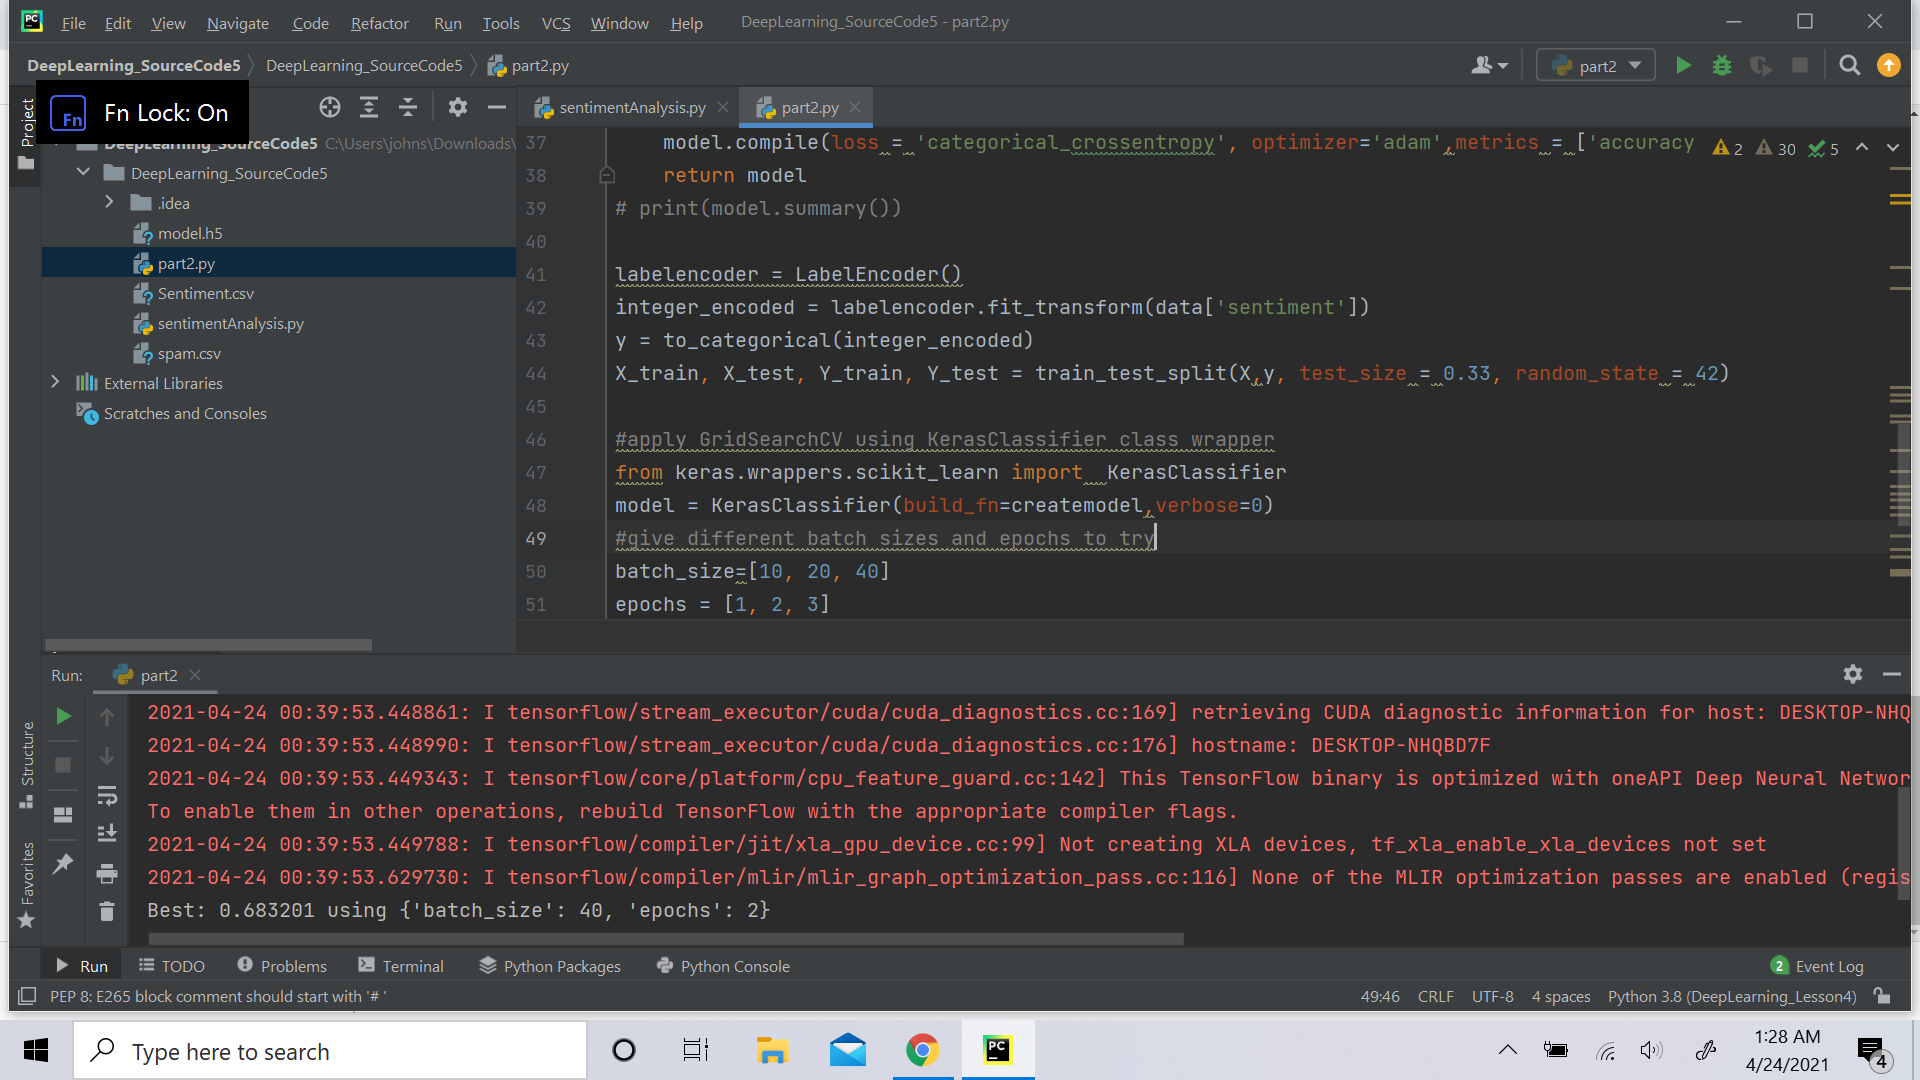 File Edit View Navigate Code Refactor Run Tools VCS Window Help DeepLearning_SourceCode5 - part2.py
DeepLearning_SourceCode5 DeepLearning_SourceCode5 part2.py part2
Project
Fn Fn Lock: On
sentimentAnalysis.py part2.py
DeepLearning_SourceCode5 C:\Users\johns\Downloads\
DeepLearning_SourceCode5
.idea
model.h5
part2.py
Sentiment.csv
sentimentAnalysis.py
spam.csv
External Libraries
Scratches and Consoles
2 30 5
37 model.compile(loss = 'categorical_crossentropy', optimizer='adam',metrics = ['accuracy
38 return model
39 # print(model.summary())
40
41 labelencoder = LabelEncoder()
42 integer_encoded = labelencoder.fit_transform(data['sentiment'])
43 y = to_categorical(integer_encoded)
44 X_train, X_test, Y_train, Y_test = train_test_split(X,y, test_size = 0.33, random_state = 42)
45
46 #apply GridSearchCV using KerasClassifier class wrapper
47 from keras.wrappers.scikit_learn import  KerasClassifier
48 model = KerasClassifier(build_fn=createmodel,verbose=0)
49 #give different batch sizes and epochs to try
50 batch_size=[10, 20, 40]
51 epochs = [1, 2, 3]
Run: part2
Structure
Favorites
2021-04-24 00:39:53.448861: I tensorflow/stream_executor/cuda/cuda_diagnostics.cc:169] retrieving CUDA diagnostic information for host: DESKTOP-NHQ
2021-04-24 00:39:53.448990: I tensorflow/stream_executor/cuda/cuda_diagnostics.cc:176] hostname: DESKTOP-NHQBD7F
2021-04-24 00:39:53.449343: I tensorflow/core/platform/cpu_feature_guard.cc:142] This TensorFlow binary is optimized with oneAPI Deep Neural Networ
To enable them in other operations, rebuild TensorFlow with the appropriate compiler flags.
2021-04-24 00:39:53.449788: I tensorflow/compiler/jit/xla_gpu_device.cc:99] Not creating XLA devices, tf_xla_enable_xla_devices not set
2021-04-24 00:39:53.629730: I tensorflow/compiler/mlir/mlir_graph_optimization_pass.cc:116] None of the MLIR optimization passes are enabled (regis
Best: 0.683201 using {'batch_size': 40, 'epochs': 2}
Run TODO Problems Terminal Python Packages Python Console 2 Event Log
PEP 8: E265 block comment should start with '# ' 49:46 CRLF UTF-8 4 spaces Python 3.8 (DeepLearning_Lesson4)
Type here to search PC 1:28 AM
4/24/2021 4